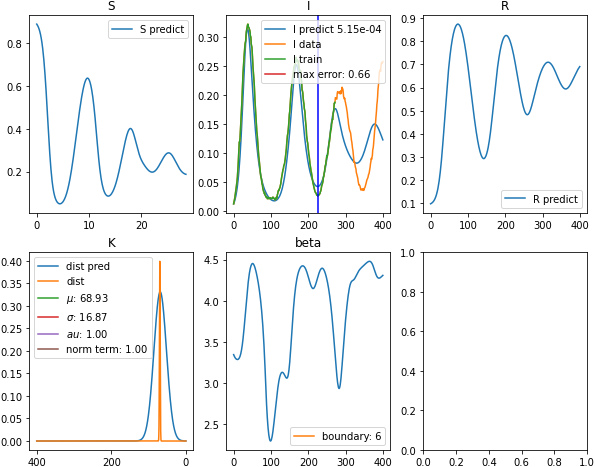 S
S predict
0.8
0.6
0.4
0.2
0 10 20
I
I predict 5.15e-04
I data
I train
max error: 0.66
0.30
0.25
0.20
0.15
0.10
0.05
0.00
0 100 200 300 400
R
0.9
0.8
0.7
0.6
0.5
0.4
0.3
0.2
0.1
R predict
0 100 200 300 400
K
dist pred
dist
μ: 68.93
σ: 16.87
au: 1.00
norm term: 1.00
0.40
0.35
0.30
0.25
0.20
0.15
0.10
0.05
0.00
400 200 0
beta
4.5
4.0
3.5
3.0
2.5
boundary: 6
0 100 200 300 400
1.0
0.8
0.6
0.4
0.2
0.0
0.0 0.2 0.4 0.6 0.8 1.0